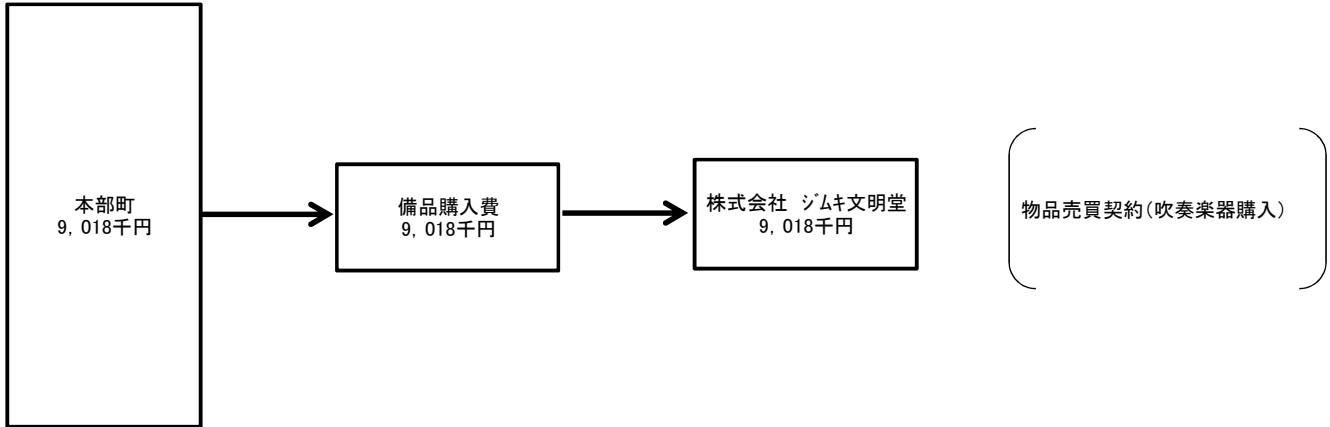 本部町
9，018千円
備品購入費
9，018千円
株式会社　ｼﾞﾑｷ文明堂
9，018千円
物品売買契約（吹奏楽器購入）